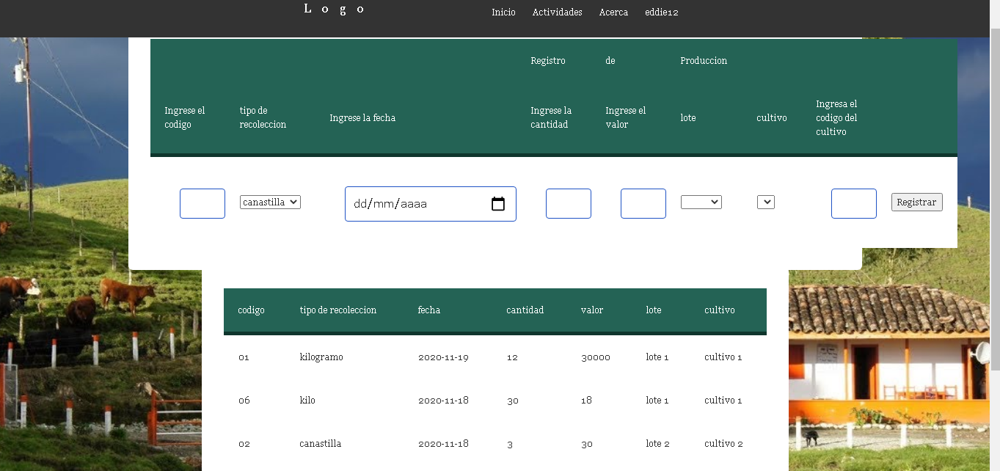 Logo Inicio Actividades Acerca eddie12
Registro de Produccion
Ingrese el codigo tipo de recoleccion Ingrese la fecha Ingrese la cantidad Ingrese el valor lote cultivo Ingresa el codigo del cultivo
canastilla dd/mm/aaaa Registrar
codigo tipo de recoleccion fecha cantidad valor lote cultivo
01 kilogramo 2020-11-19 12 30000 lote 1 cultivo 1
06 kilo 2020-11-18 30 18 lote 1 cultivo 1
02 canastilla 2020-11-18 3 30 lote 2 cultivo 2